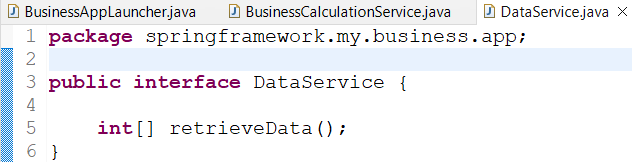 BusinessAppLauncher.java BusinessCalculationService.java DataService.java
1 package springframework.my.business.app;
2
3 public interface DataService {
4
5 int[] retrieveData();
6 }